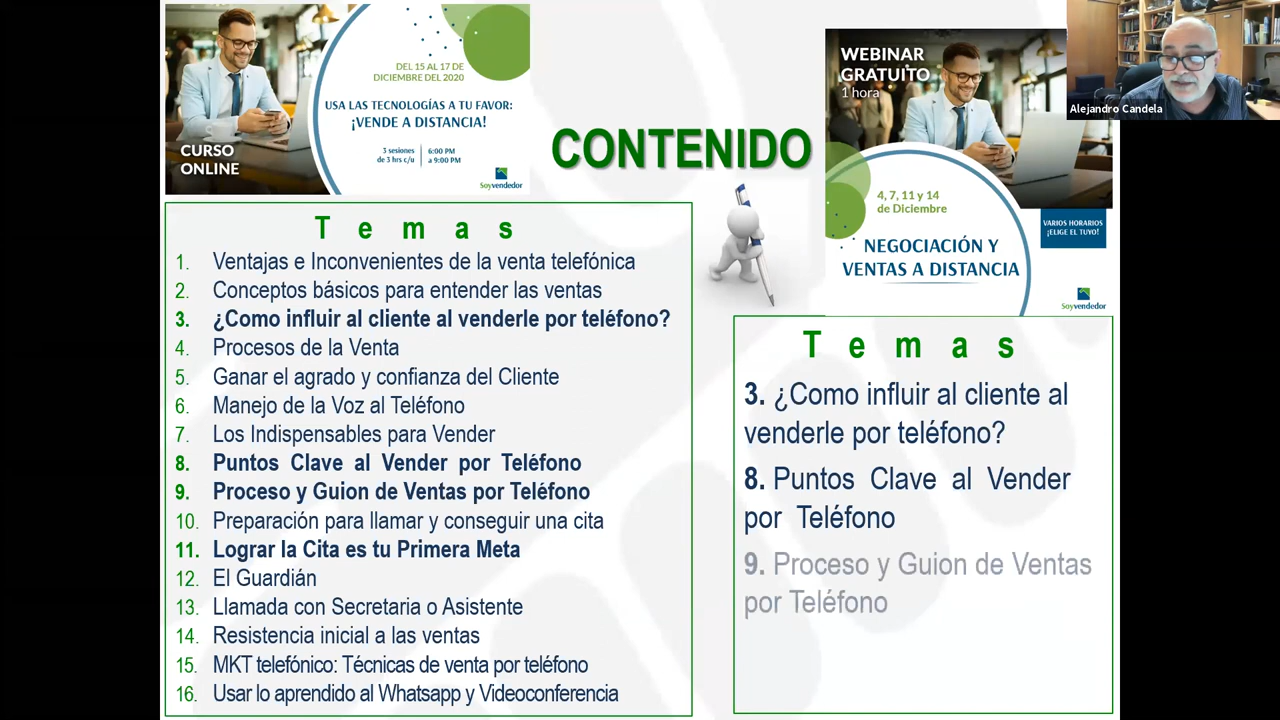 DEL 15 AL 17 DE
DICIEMBRE DEL 2020
USA LAS TECNOLOGÍAS A TU FAVOR:
¡VENDE A DISTANCIA!
3 sesiones
de 3 hrs c/u
6:00 PM
a 9:00 PM
CURSO
ONLINE
Soyvendedor
CONTENIDO
WEBINAR
GRATUITO
1 hora
Alejandro Candela
4, 7, 11 y 14
de Diciembre
VARIOS HORARIOS
¡ELIGE EL TUYO!
NEGOCIACIÓN Y
VENTAS A DISTANCIA
Soyvendedor
T e m a s
1. Ventajas e Inconvenientes de la venta telefónica
2. Conceptos básicos para entender las ventas
3. ¿Como influir al cliente al venderle por teléfono?
4. Procesos de la Venta
5. Ganar el agrado y confianza del Cliente
6. Manejo de la Voz al Teléfono
7. Los Indispensables para Vender
8. Puntos Clave al Vender por Teléfono
9. Proceso y Guion de Ventas por Teléfono
10. Preparación para llamar y conseguir una cita
11. Lograr la Cita es tu Primera Meta
12. El Guardián
13. Llamada con Secretaria o Asistente
14. Resistencia inicial a las ventas
15. MKT telefónico: Técnicas de venta por teléfono
16. Usar lo aprendido al Whatsapp y Videoconferencia
T e m a s
3. ¿Como influir al cliente al
venderle por teléfono?
8. Puntos Clave al Vender
por Teléfono
9. Proceso y Guion de Ventas
por Teléfono